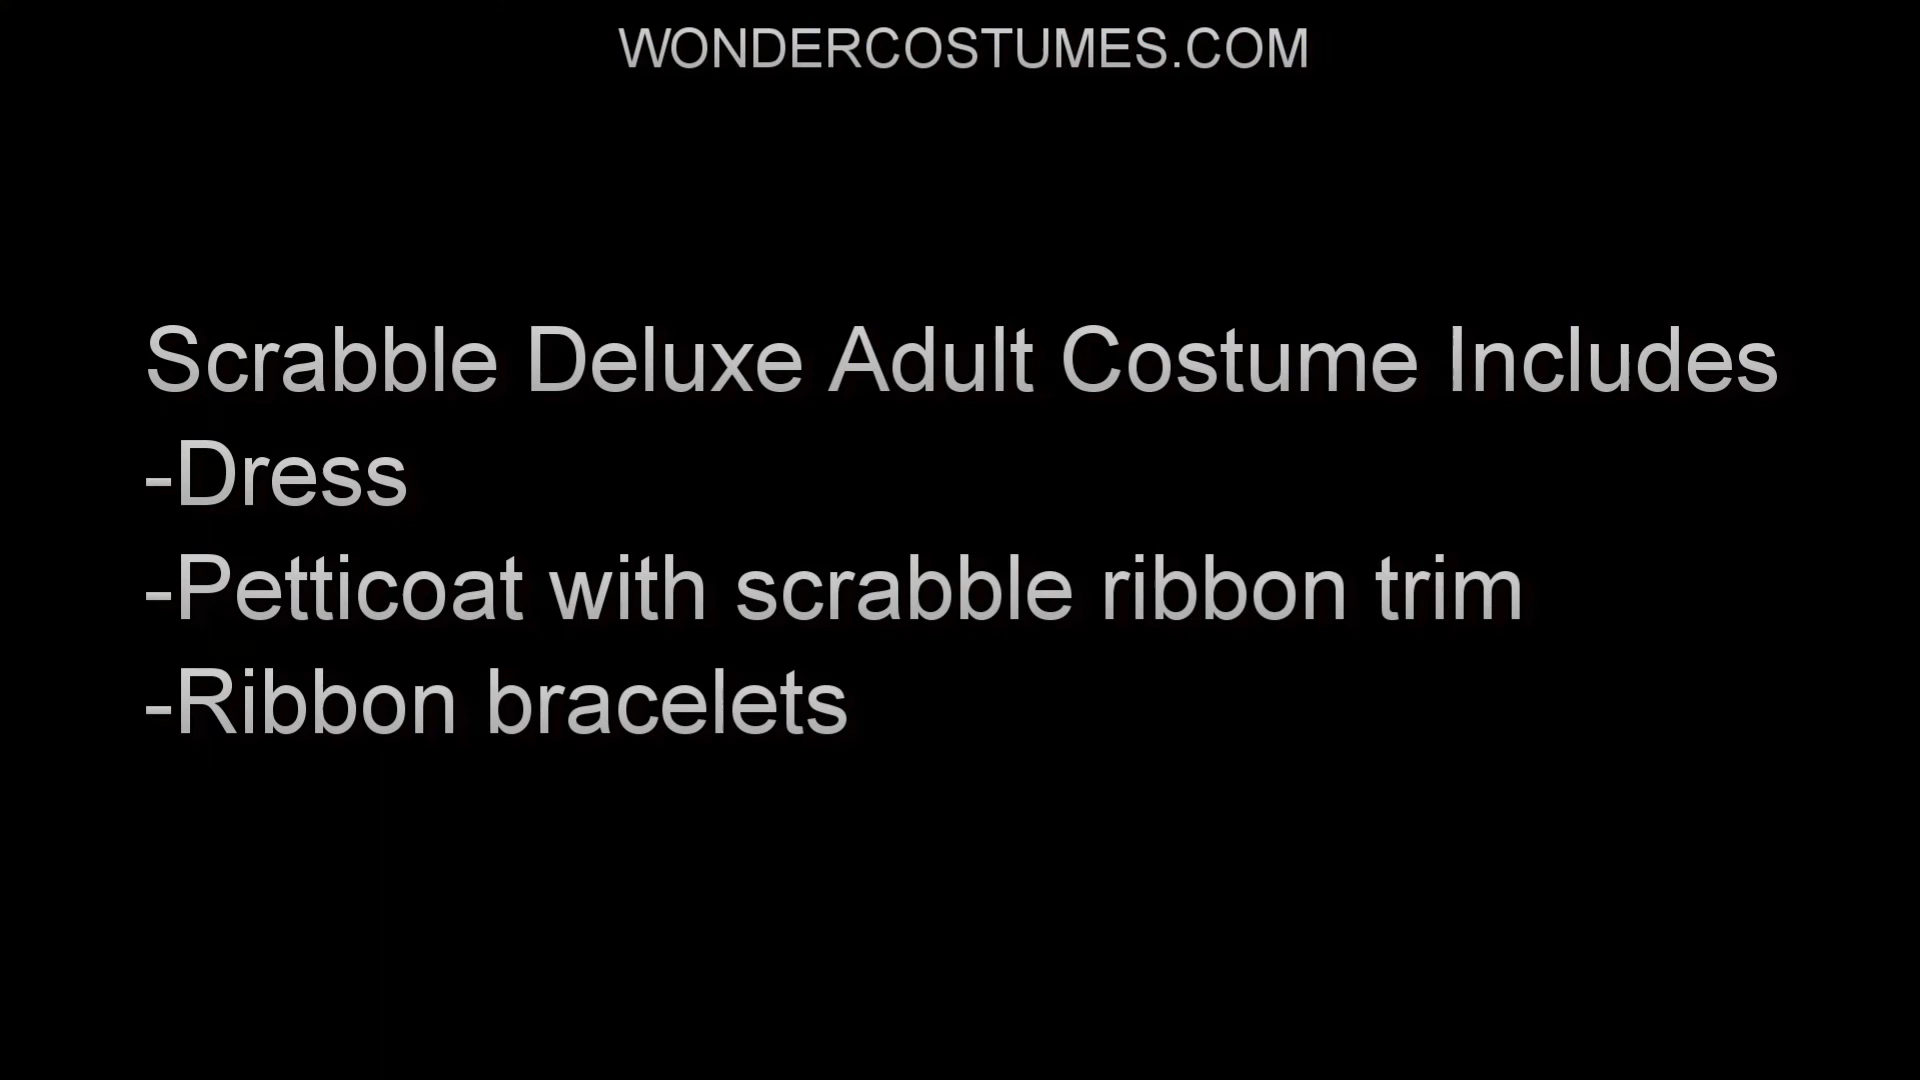 WONDERCOSTUMES.COM
Scrabble Deluxe Adult Costume Includes
-Dress
-Petticoat with scrabble ribbon trim
-Ribbon bracelets